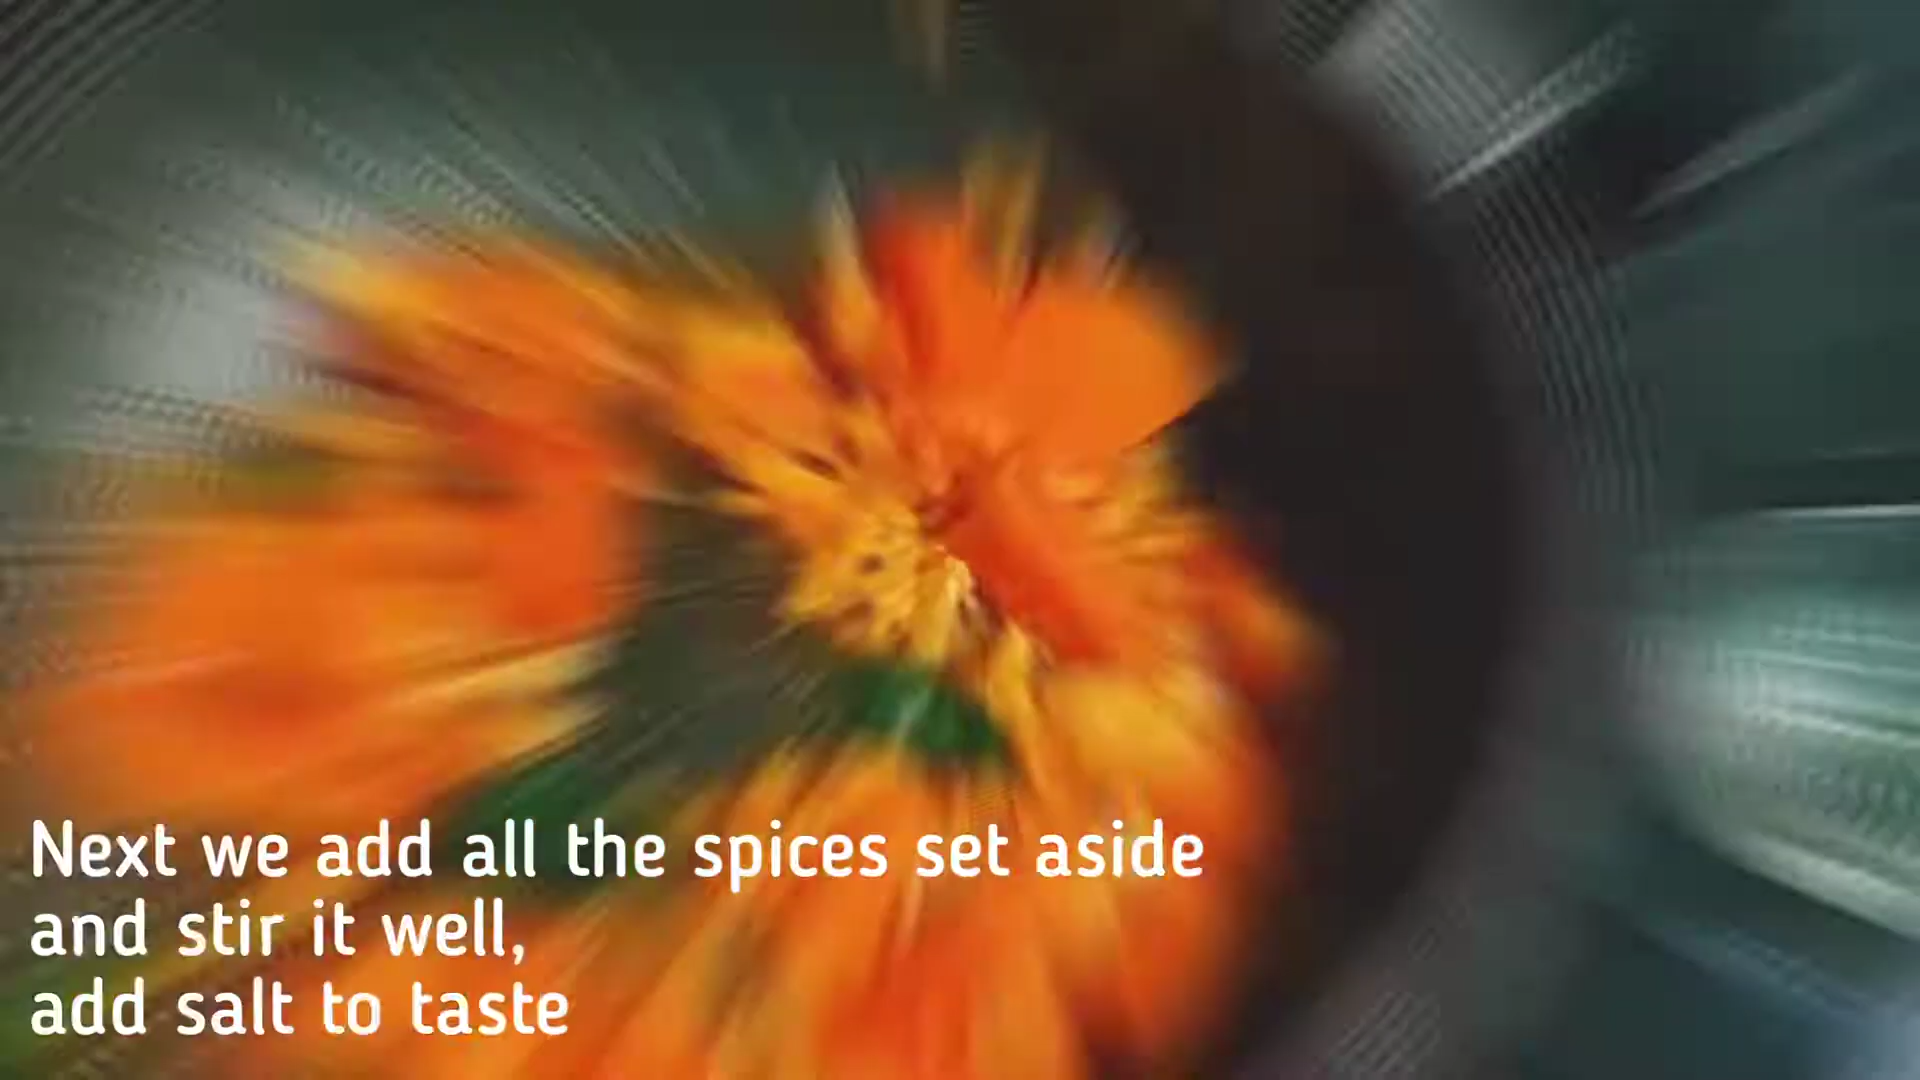 Next we add all the spices set aside
and stir it well,
add salt to taste